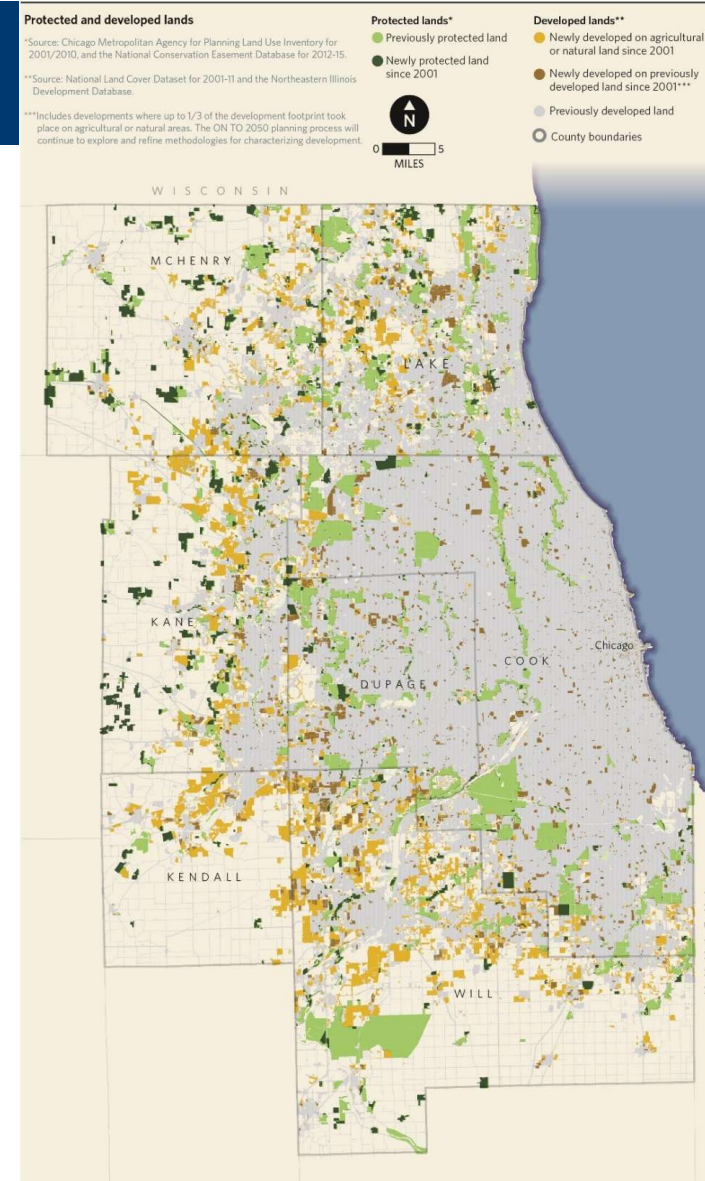 Protected and developed lands
*Source: Chicago Metropolitan Agency for Planning Land Use Inventory for
2001/2010, and the National Conservation Easement Database for 2012-15.
**Source: National Land Cover Dataset for 2001-11 and the Northeastern Illinois
Development Database.
***Includes developments where up to 1/3 of the development footprint took
place on agricultural or natural areas. The ON TO 2050 planning process will
continue to explore and refine methodologies for characterizing development.
Protected lands*
Previously protected land
Newly protected land
since 2001
N
0 5
MILES
Developed lands**
Newly developed on agricultural
or natural land since 2001
Newly developed on previously
developed land since 2001***
Previously developed land
County boundaries
WISCONSIN
MCHENRY
LAKE
KANE
Chicago
COOK
DUPAGE
KENDALL
WILL